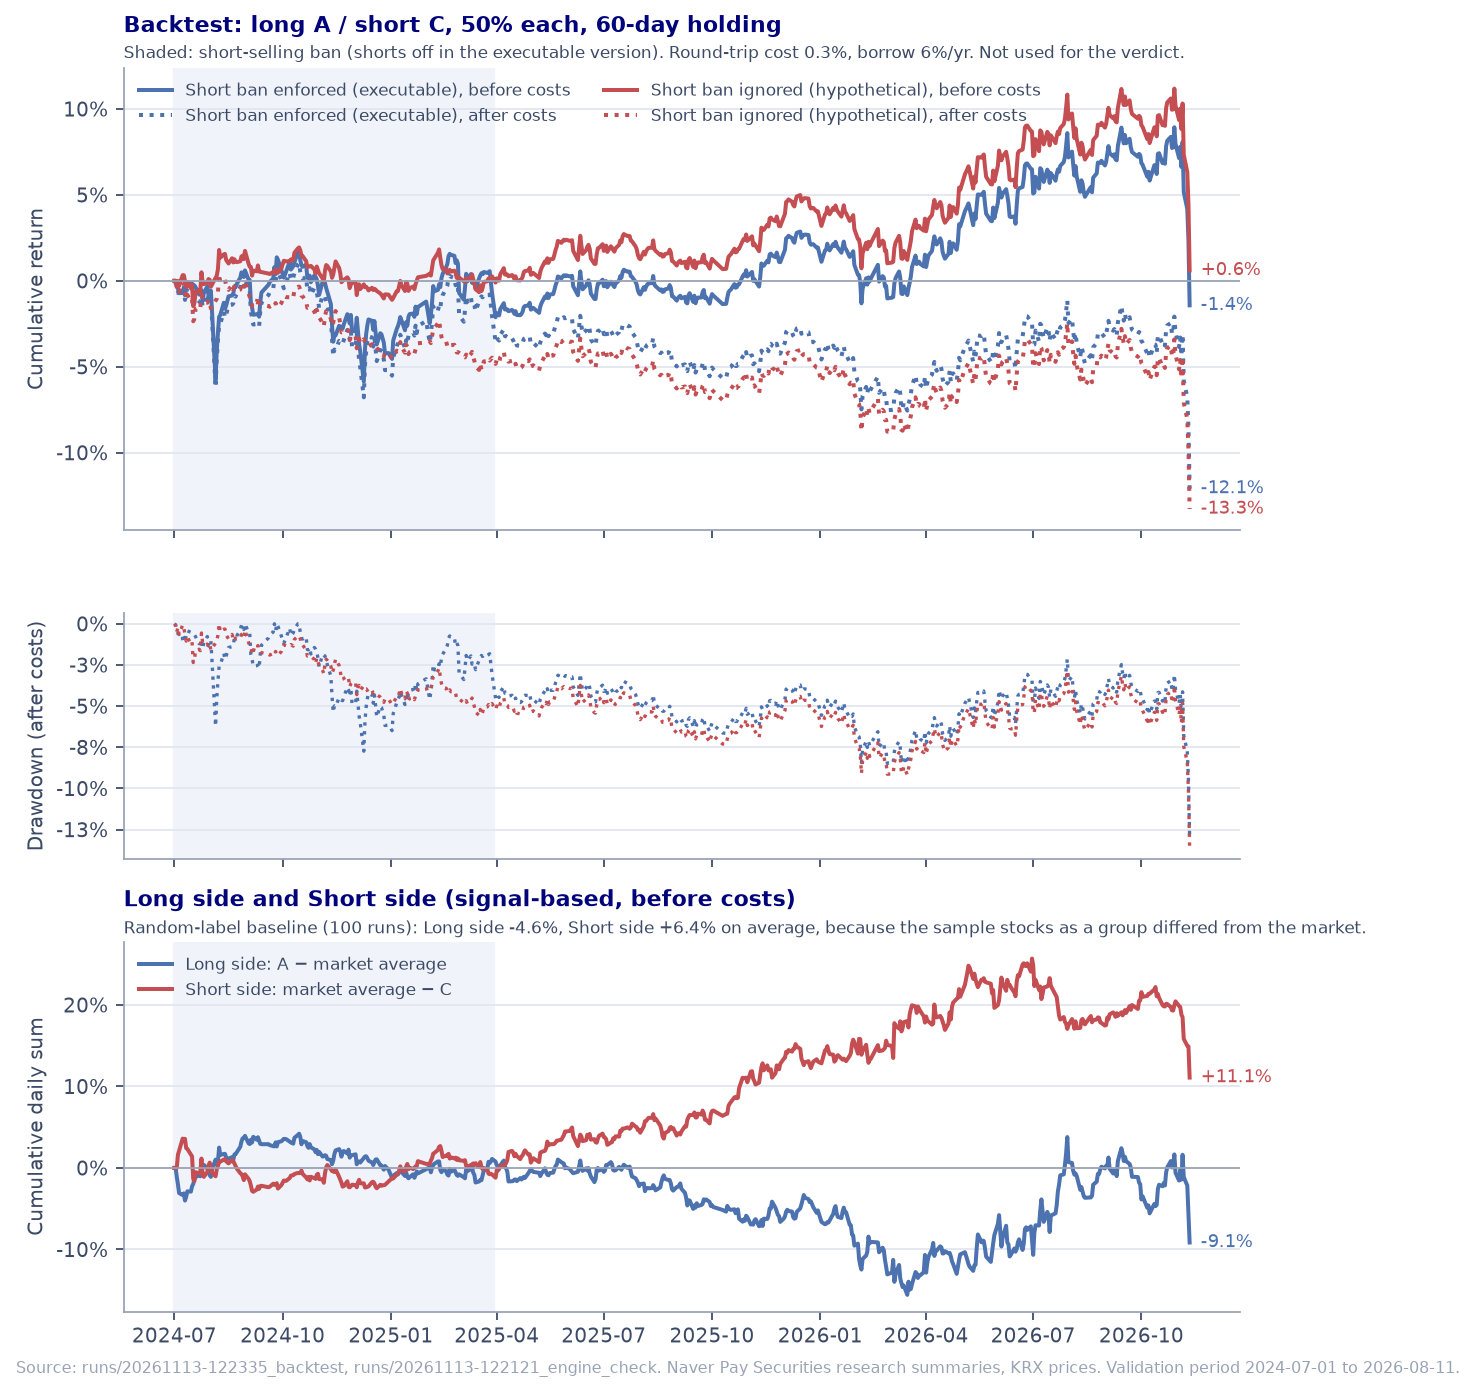 Backtest: long A / short C, 50% each, 60-day holding
Shaded: short-selling ban (shorts off in the executable version). Round-trip cost 0.3%, borrow 6%/yr. Not used for the verdict.
Short ban enforced (executable), before costs
Short ban enforced (executable), after costs
Short ban ignored (hypothetical), before costs
Short ban ignored (hypothetical), after costs
Cumulative return
10%
5%
0%
-5%
-10%
+0.6%
-1.4%
-12.1%
-13.3%
Drawdown (after costs)
0%
-3%
-5%
-8%
-10%
-13%
Long side and Short side (signal-based, before costs)
Random-label baseline (100 runs): Long side -4.6%, Short side +6.4% on average, because the sample stocks as a group differed from the market.
Long side: A − market average
Short side: market average − C
Cumulative daily sum
20%
10%
0%
-10%
+11.1%
-9.1%
2024-07 2024-10 2025-01 2025-04 2025-07 2025-10 2026-01 2026-04 2026-07 2026-10
Source: runs/20261113-122335_backtest, runs/20261113-122121_engine_check. Naver Pay Securities research summaries, KRX prices. Validation period 2024-07-01 to 2026-08-11.